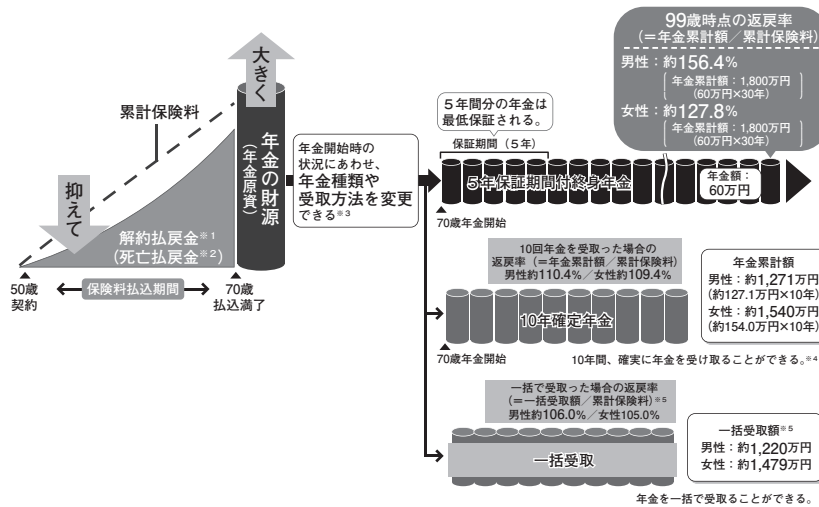 大きく
累計保険料
抑えて
解約払戻金※1
(死亡払戻金※2)
年金の財源
(年金原資)
50歳
契約
保険料払込期間
70歳
払込満了
年金開始時の
状況にあわせ、
年金種類や
受取方法を変更
できる※3
5年間分の年金は
最低保証される。
保証期間（5年）
5年保証期間付終身年金
年金額：
60万円
70歳年金開始
99歳時点の返戻率
（＝年金累計額／累計保険料）
男性：約156.4%
年金累計額：1,800万円
(60万円×30年)
女性：約127.8%
年金累計額：1,800万円
(60万円×30年)
10回年金を受取った場合の
返戻率（＝年金累計額／累計保険料）
男性約110.4%／女性約109.4%
10年確定年金
70歳年金開始
年金累計額
男性：約1,271万円
(約127.1万円×10年)
女性：約1,540万円
(約154.0万円×10年)
10年間、確実に年金を受け取ることができる。※4
一括で受取った場合の返戻率
（＝一括受取額／累計保険料）※5
男性約106.0%／女性105.0%
一括受取
一括受取額※5
男性：約1,220万円
女性：約1,479万円
年金を一括で受取ることができる。